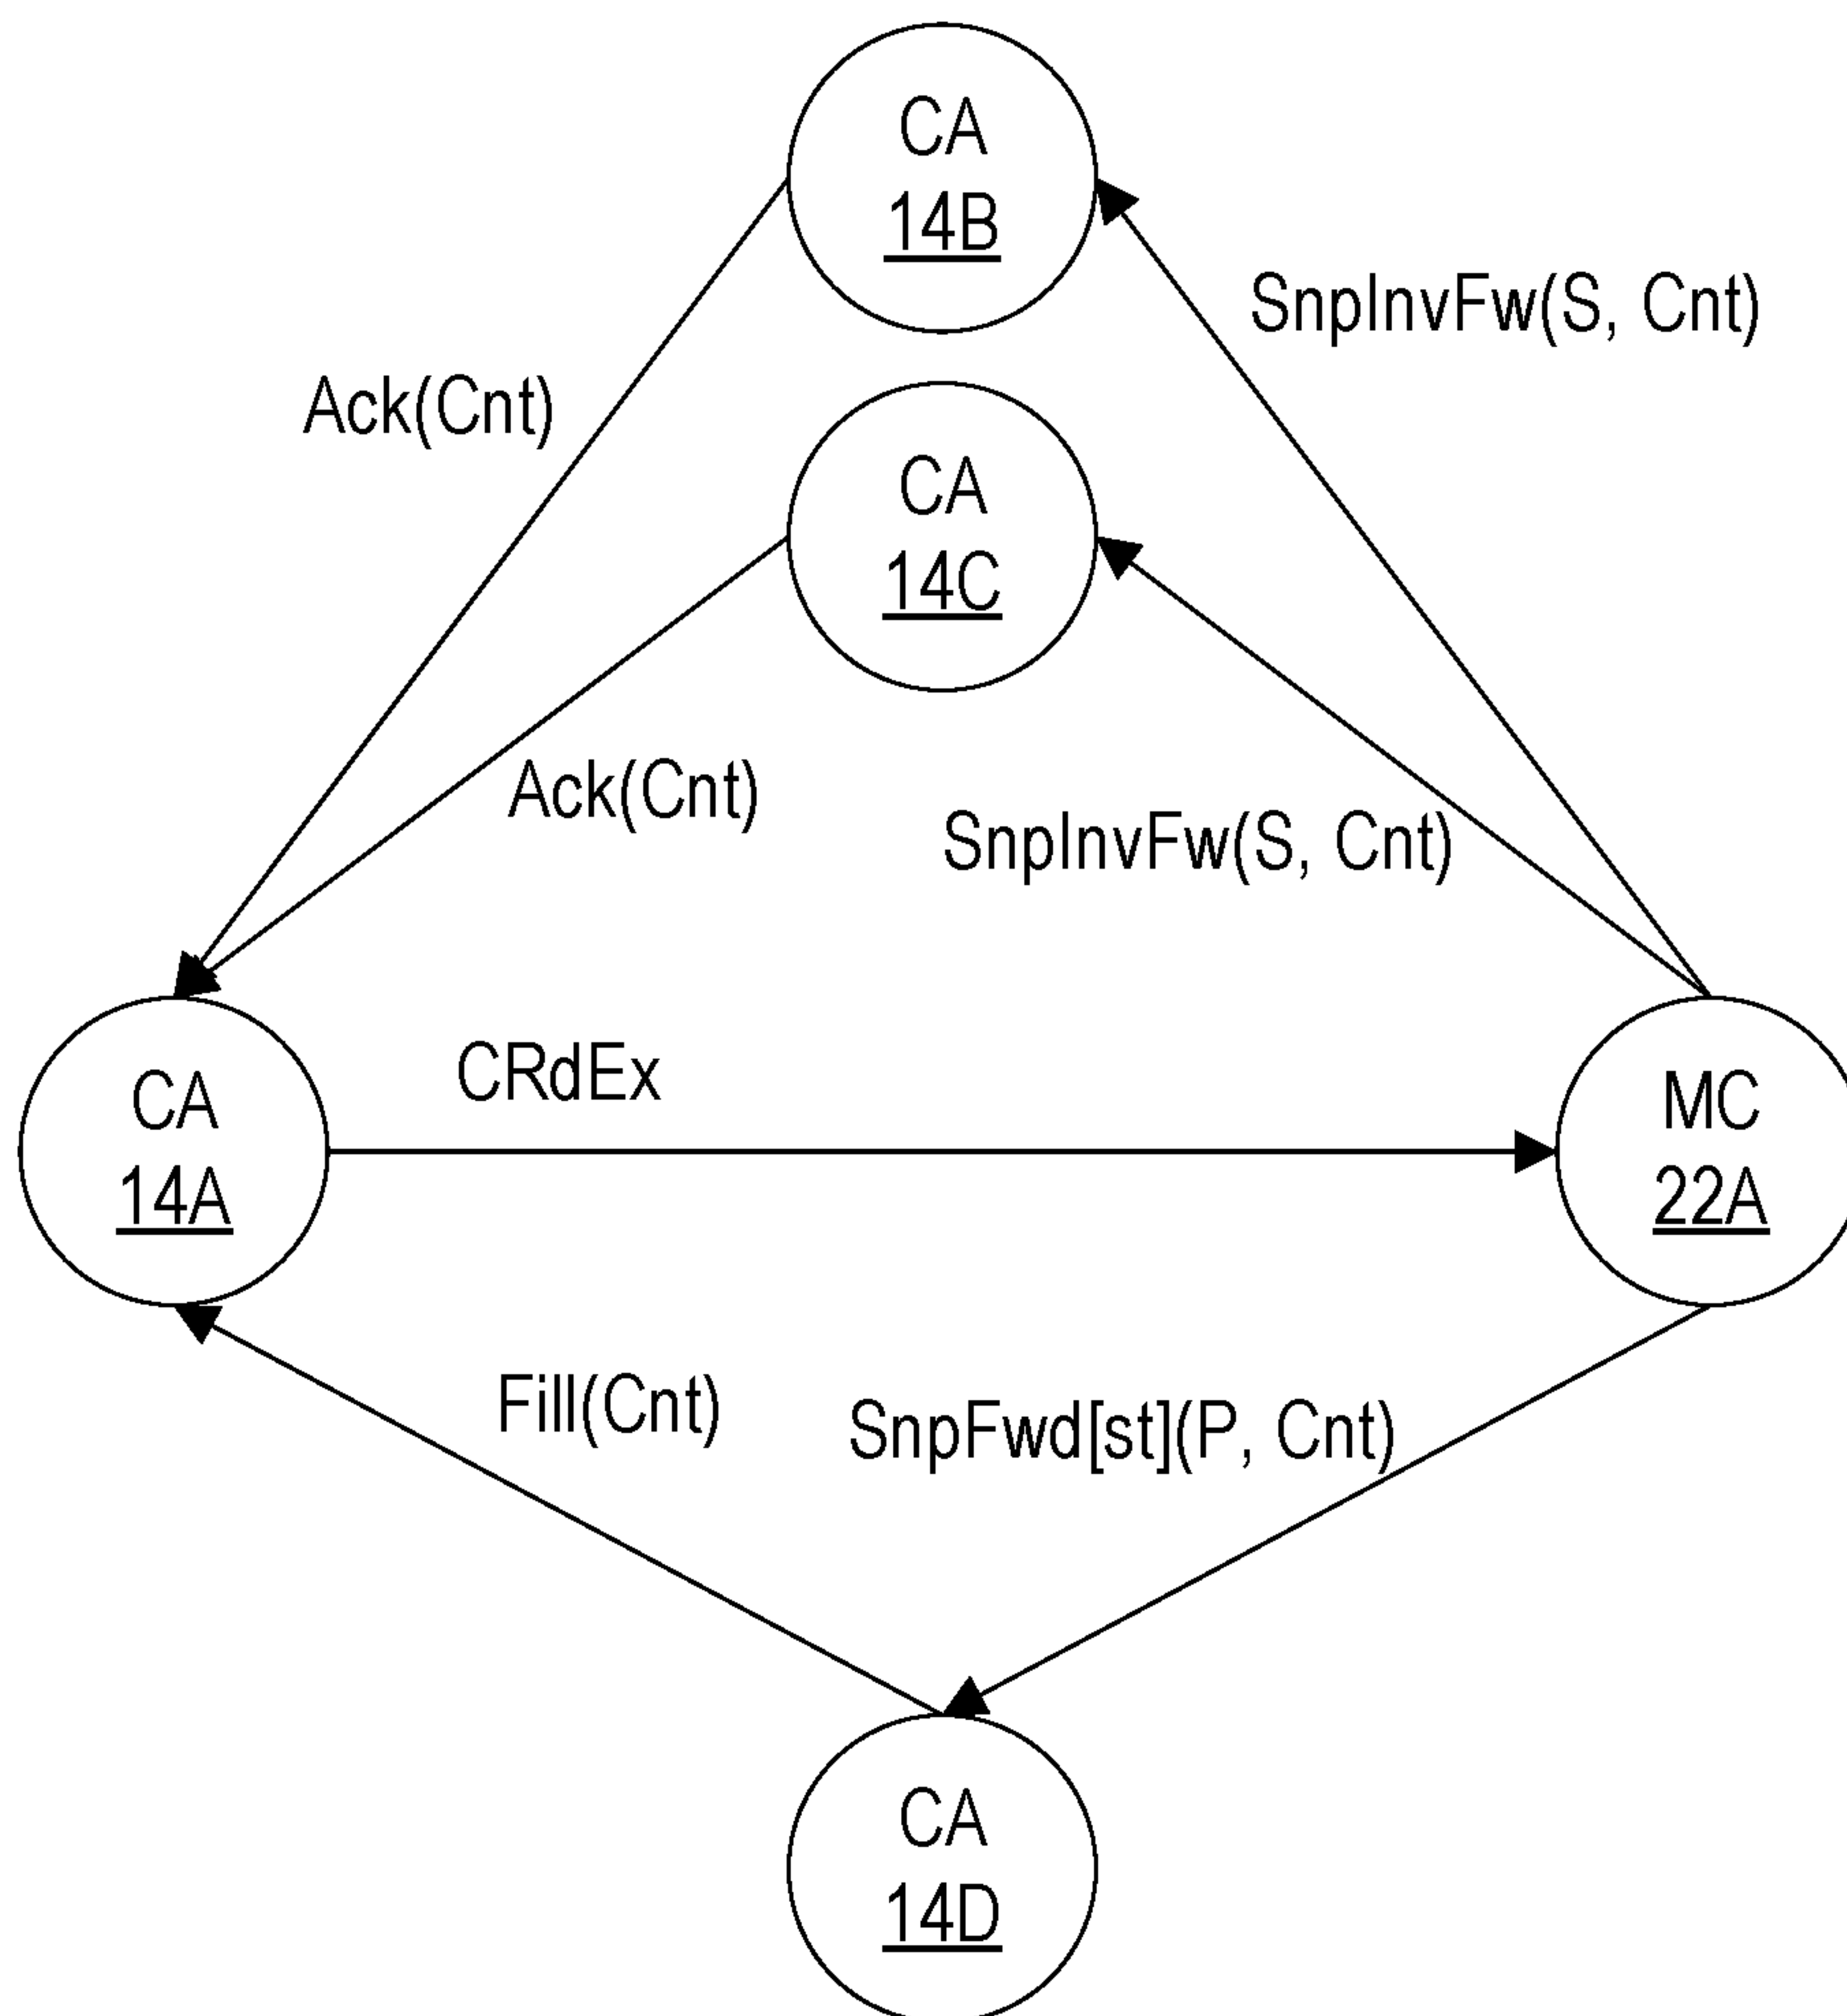 CA
14B
SnpInvFw(S, Cnt)
Ack(Cnt)
CA
14C
Ack(Cnt)
SnpInvFw(S, Cnt)
CRdEx
CA
14A
MC
22A
Fill(Cnt)
SnpFwd[st](P, Cnt)
CA
14D